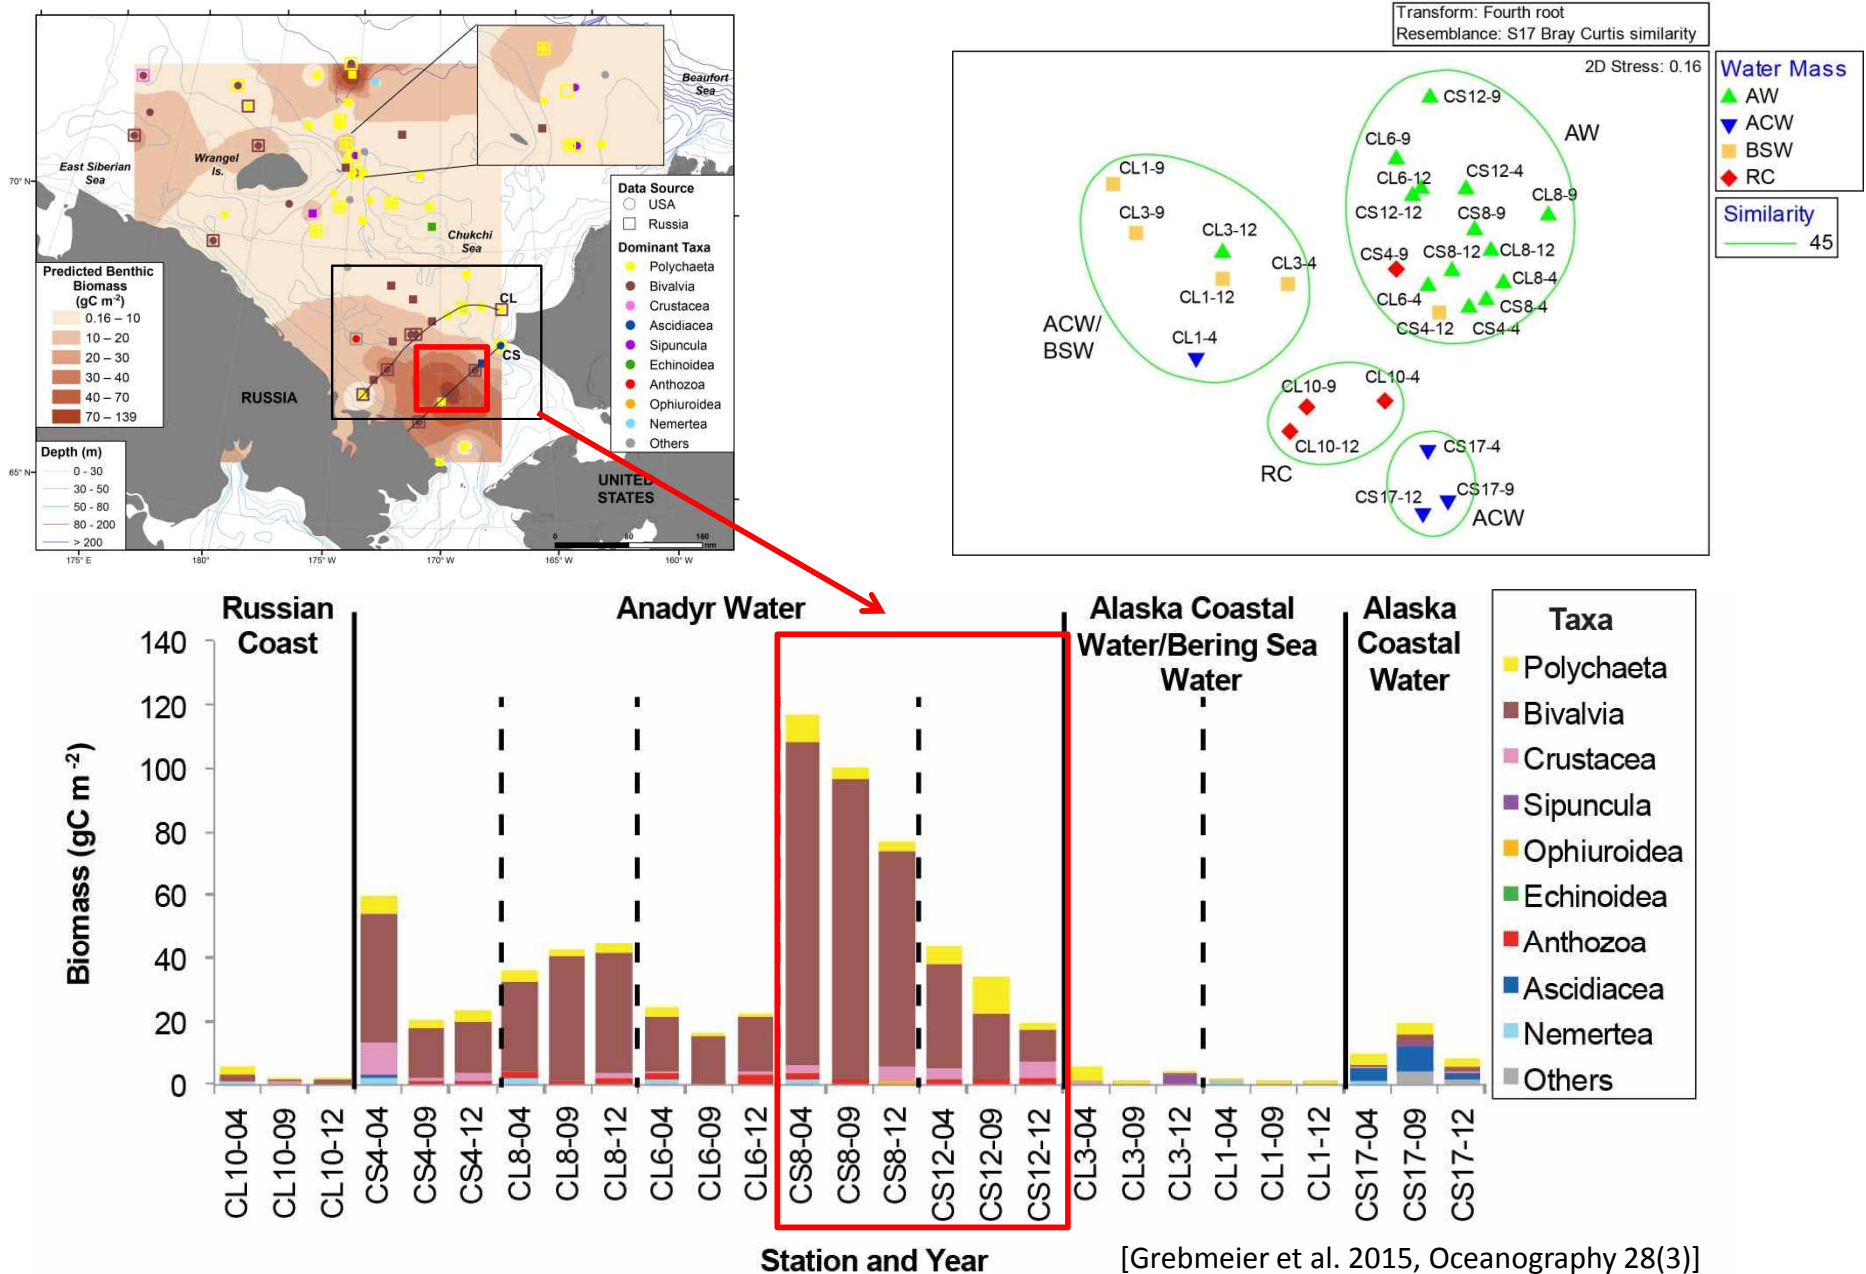 Beaufort
Sea
East Siberian
Sea
Wrangel
Is.
70° N
Chukchi
Sea
Data Source
USA
Russia
Dominant Taxa
Polychaeta
Bivalvia
Crustacea
Ascidiacea
Sipuncula
Echinoidea
Anthozoa
Ophiuroidea
Nemertea
Others
Predicted Benthic
Biomass
(gC m⁻²)
0.16 – 10
10 – 20
20 – 30
30 – 40
40 – 70
70 – 139
CL
CS
RUSSIA
Depth (m)
0 - 30
30 - 50
50 - 80
80 - 200
> 200
65° N
UNITED
STATES
0 80 160
nm
175° E 180° 175° W 170° W 165° W 160° W
Transform: Fourth root
Resemblance: S17 Bray Curtis similarity
2D Stress: 0.16
Water Mass
AW
ACW
BSW
RC
Similarity
45
CS12-9
AW
CL6-9
CL1-9
CL6-12
CS12-4
CL8-9
CL3-9
CS12-12
CS8-9
CL3-12
CS4-9
CS8-12
CL8-12
CL3-4
CL8-4
CL1-12
CL6-4
CS8-4
ACW/
BSW
CS4-12
CS4-4
CL1-4
CL10-9
CL10-4
CL10-12
RC
CS17-4
CS17-12
CS17-9
ACW
Russian
Coast
Anadyr Water
Alaska Coastal
Water/Bering Sea
Water
Alaska
Coastal
Water
Biomass (gC m⁻²)
140
120
100
80
60
40
20
0
CL10-04
CL10-09
CL10-12
CS4-04
CS4-09
CS4-12
CL8-04
CL8-09
CL8-12
CL6-04
CL6-09
CL6-12
CS8-04
CS8-09
CS8-12
CS12-04
CS12-09
CS12-12
CL3-04
CL3-09
CL3-12
CL1-04
CL1-09
CL1-12
CS17-04
CS17-09
CS17-12
Station and Year
Taxa
Polychaeta
Bivalvia
Crustacea
Sipuncula
Ophiuroidea
Echinoidea
Anthozoa
Ascidiacea
Nemertea
Others
[Grebmeier et al. 2015, Oceanography 28(3)]